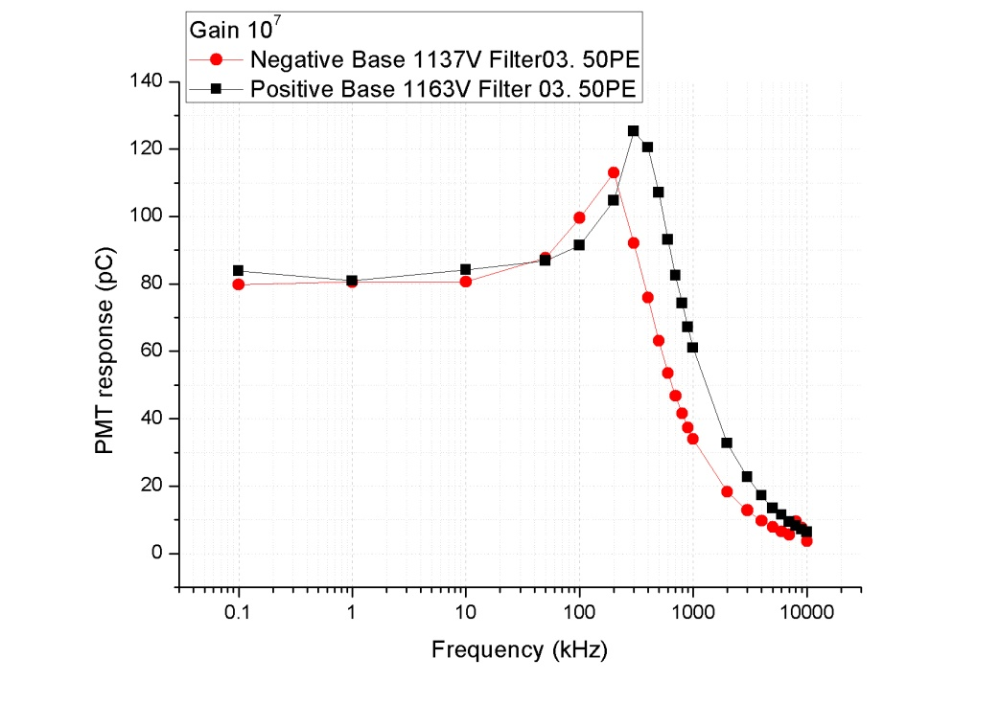 Gain 10⁷
Negative Base 1137V Filter03. 50PE
Positive Base 1163V Filter 03. 50PE
140
120
100
80
60
40
20
0
PMT response (pC)
0.1 1 10 100 1000 10000
Frequency (kHz)